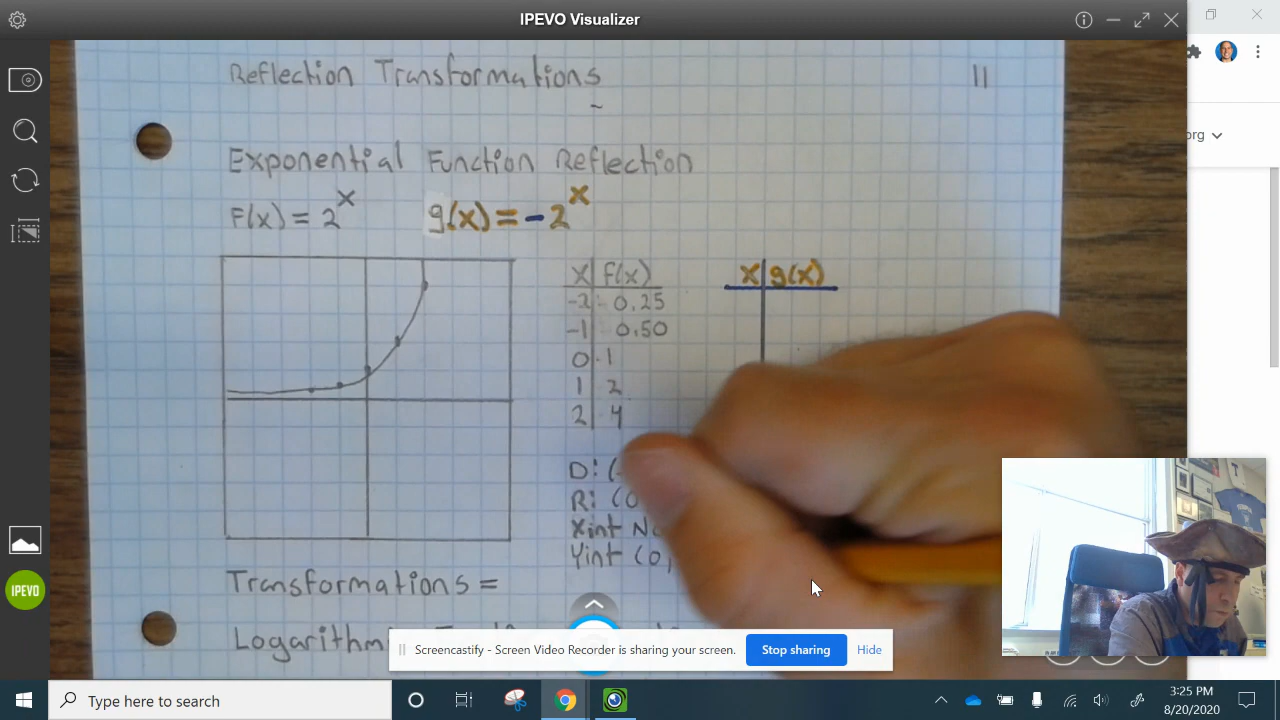 IPEVO Visualizer
Reflection Transformations 11
org
Exponential Function Reflection
F(x) = 2^x g(x) = -2^x
x f(x) x g(x)
-2 0.25
-1 0.50
0 1
1 2
2 4
D: (
R: (0
Xint
Yint (0,
Transformations =
IPEVO
Screencastify - Screen Video Recorder is sharing your screen. Stop sharing Hide
Type here to search
3:25 PM
8/20/2020